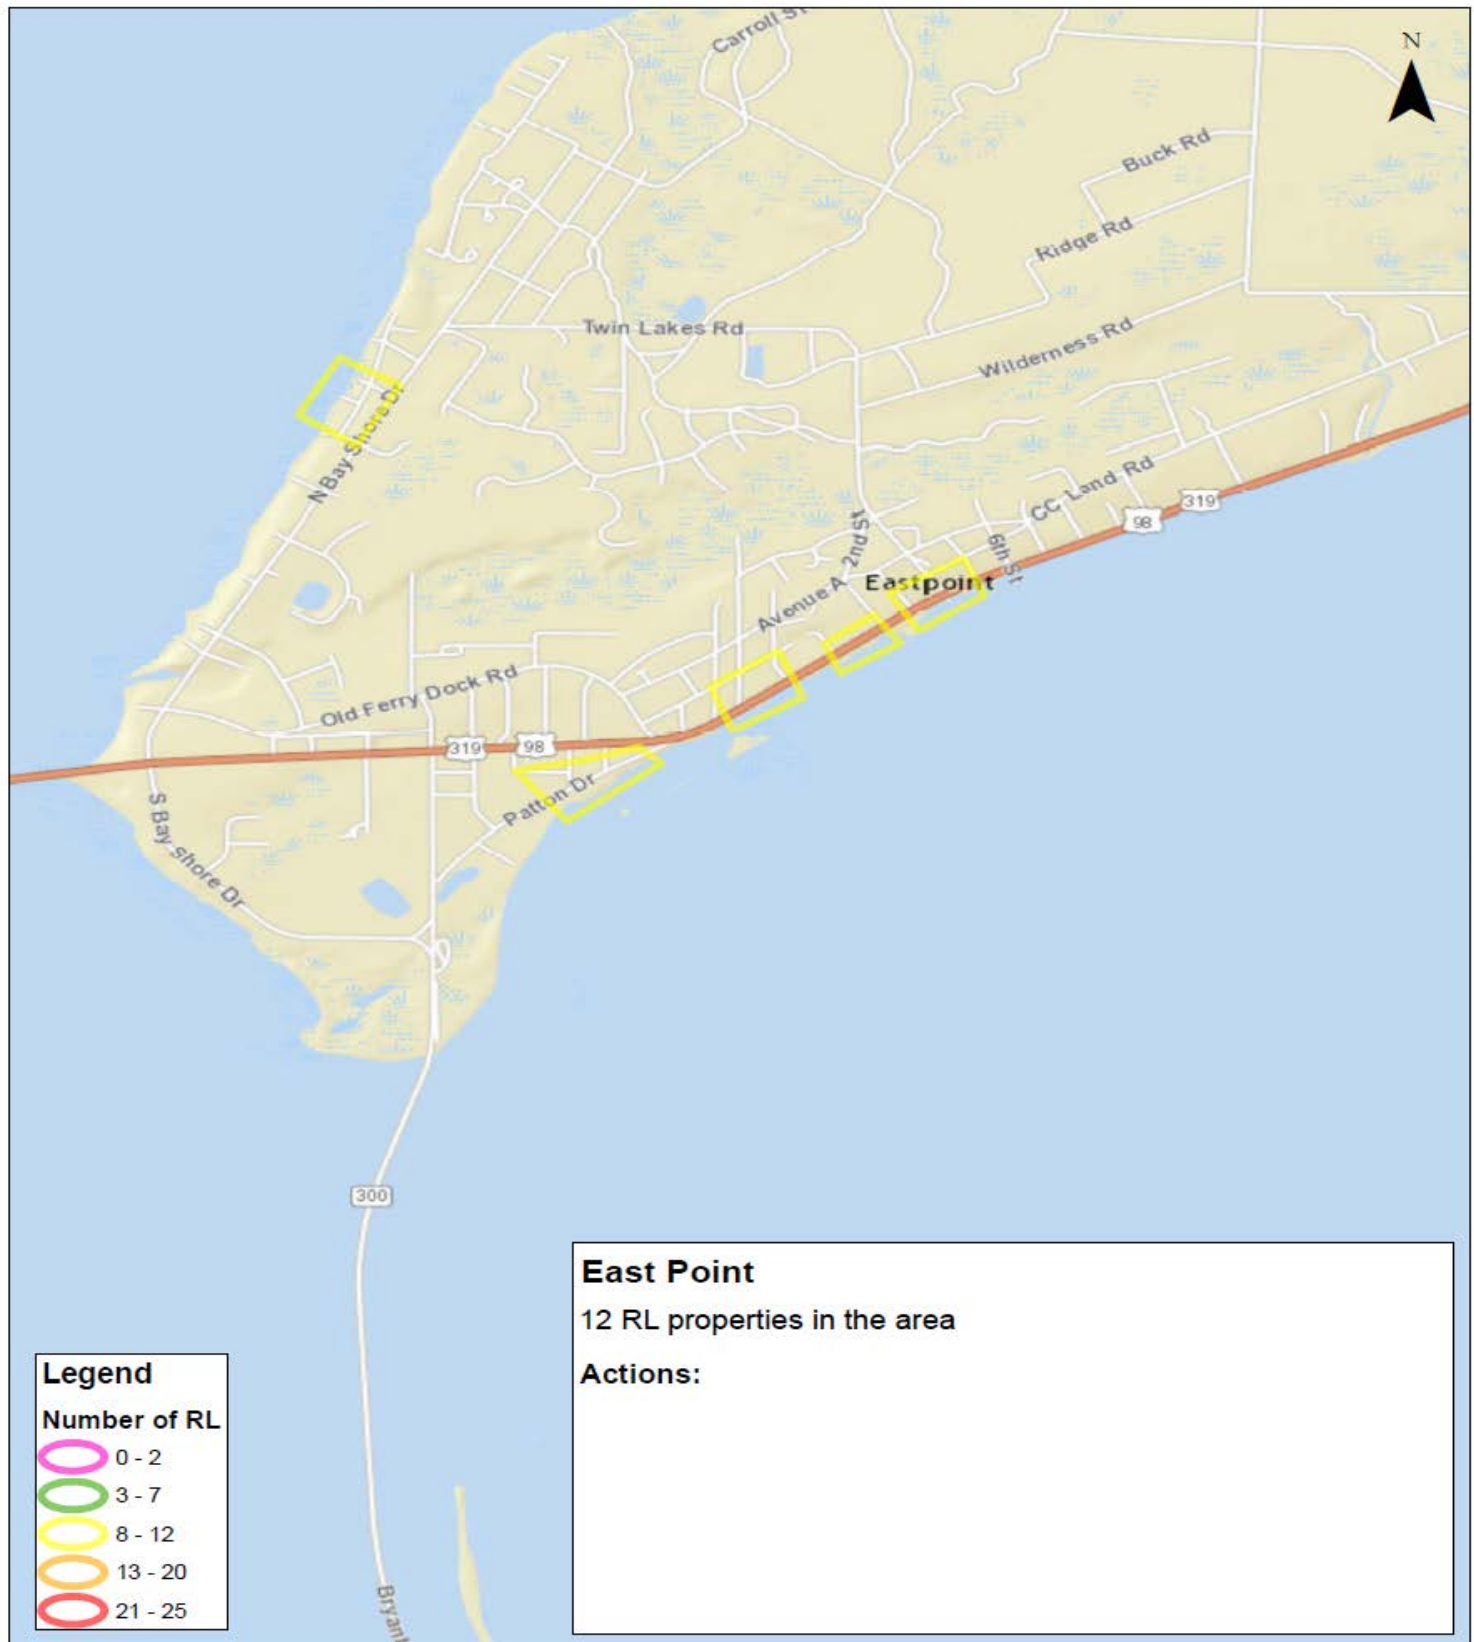 Carroll St
N
Buck Rd
Ridge Rd
Twin Lakes Rd
Wilderness Rd
N Bay Shore Dr
CC Land Rd
319
98
2nd St
6th St
Eastpoint
Avenue A
Old Ferry Dock Rd
319
98
Patton Dr
S Bay Shore Dr
300
East Point
12 RL properties in the area
Actions:
Legend
Number of RL
0 - 2
3 - 7
8 - 12
13 - 20
21 - 25
Bryant